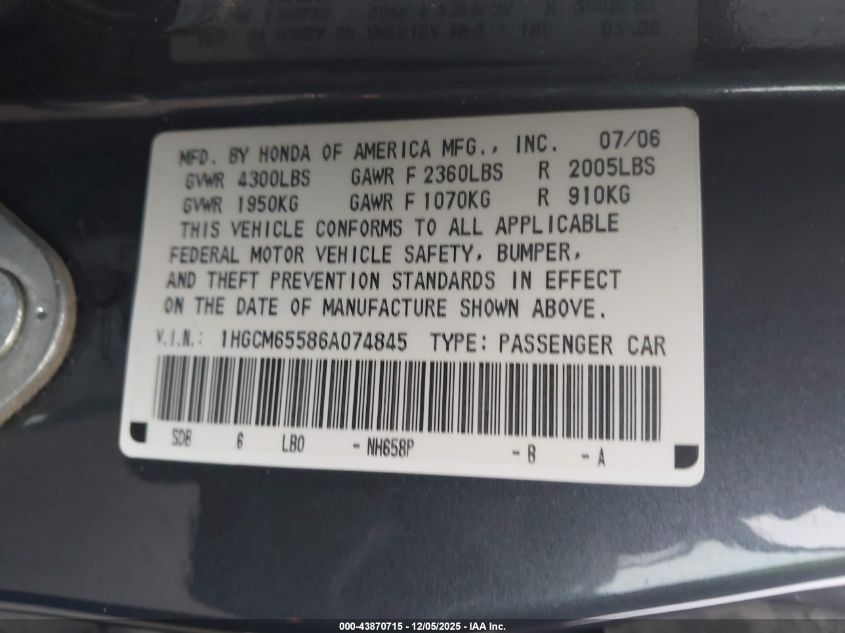 MFD. BY HONDA OF AMERICA MFG., INC. 07/06
GVWR 4300LBS GAWR F 2360LBS R 2005LBS
GVWR 1950KG GAWR F 1070KG R 910KG
THIS VEHICLE CONFORMS TO ALL APPLICABLE
FEDERAL MOTOR VEHICLE SAFETY, BUMPER,
AND THEFT PREVENTION STANDARDS IN EFFECT
ON THE DATE OF MANUFACTURE SHOWN ABOVE.
V.I.N.: 1HGCM65586A074845 TYPE: PASSENGER CAR
SDB 6 LB0 - NH658P - B - A
000-43870715 - 12/05/2025 - IAA Inc.